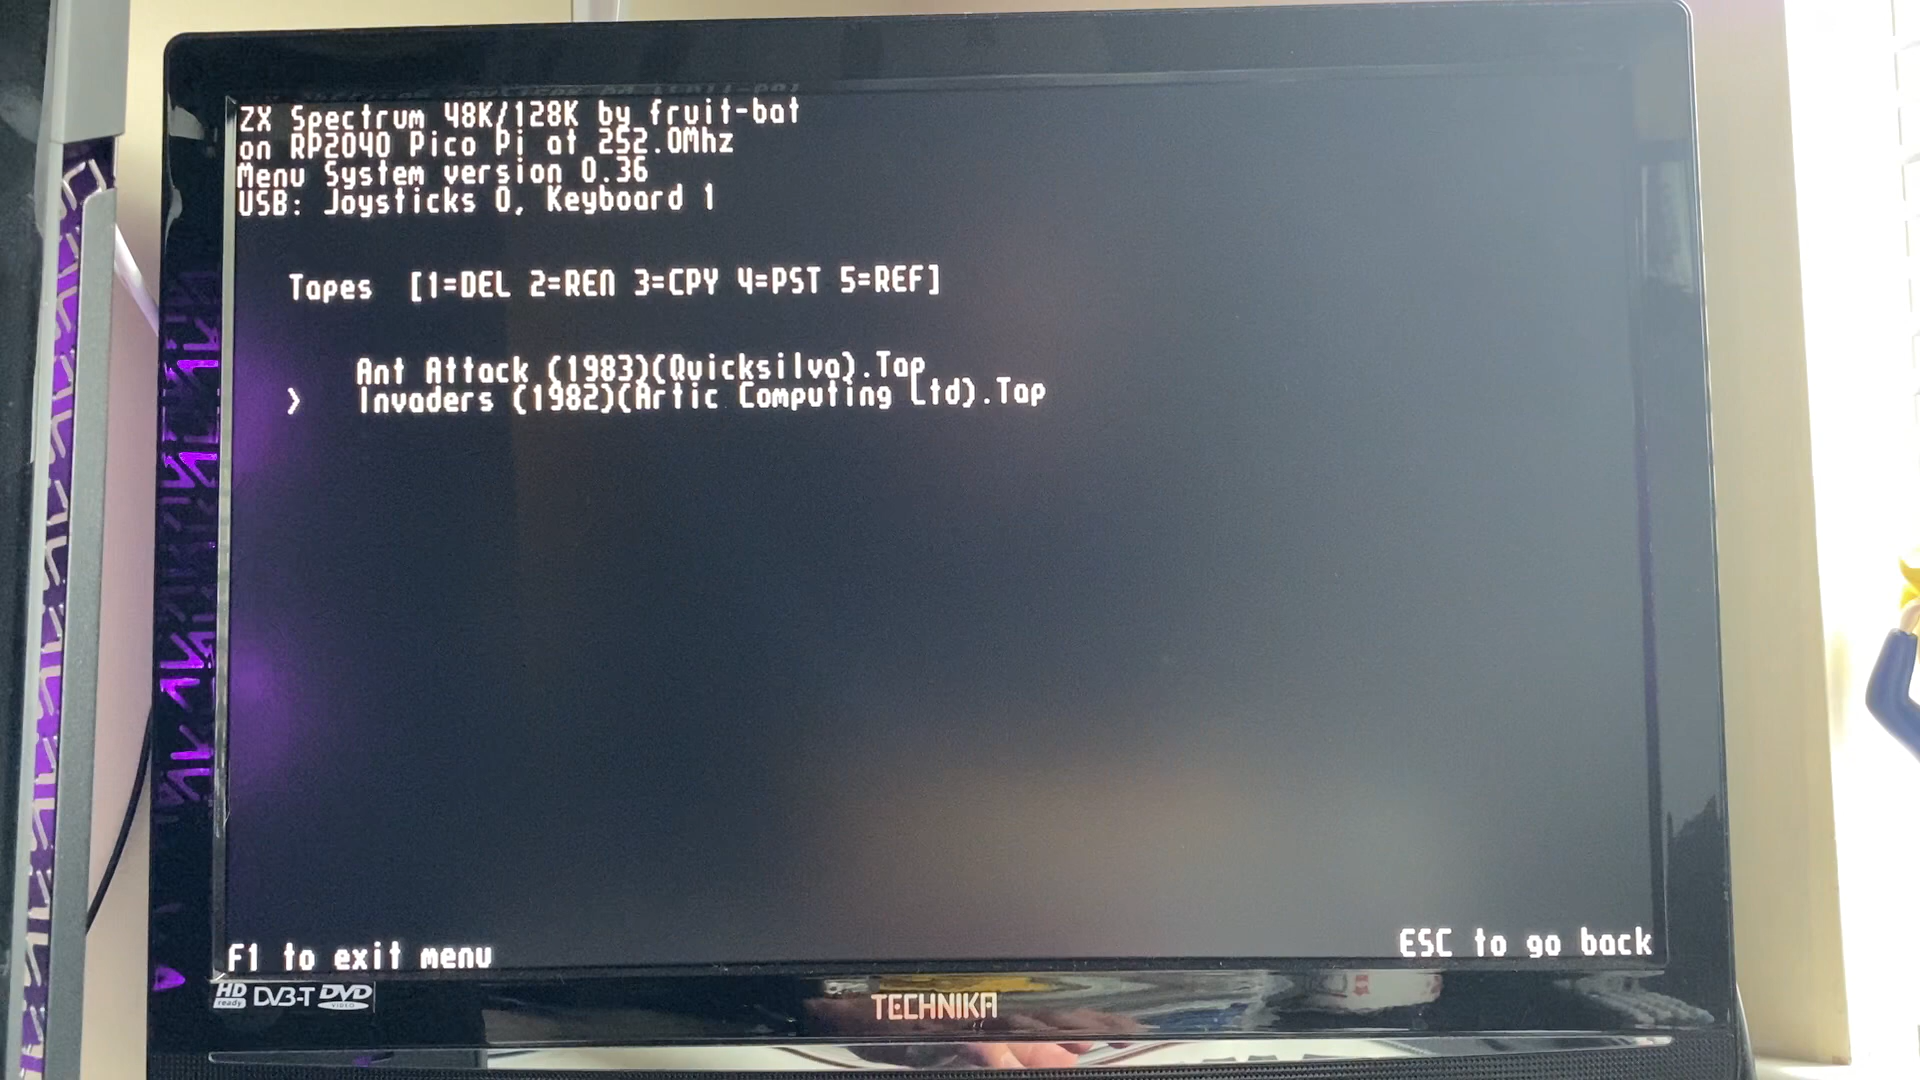 ZX Spectrum 48K/128K by fruit-bat
on RP2040 Pico Pi at 252.0Mhz
Menu System version 0.36
USB: Joysticks 0, Keyboard 1
Tapes [1=DEL 2=REN 3=CPY 4=PST 5=REF]
Ant Attack (1983)(Quicksilva).Tap
> Invaders (1982)(Artic Computing Ltd).Tap
F1 to exit menu
ESC to go back
HD ready DVB-T DVD VIDEO
TECHNIKA